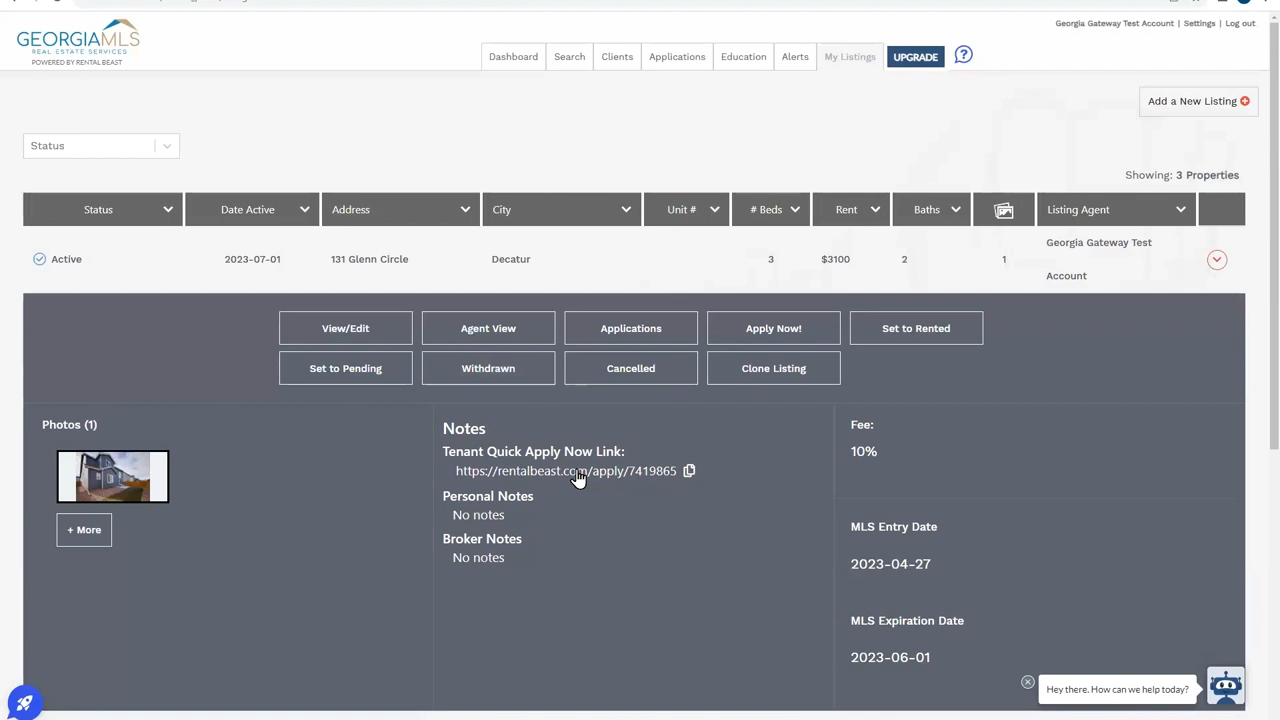 GEORGIAMLS
REAL ESTATE SERVICES
POWERED BY RENTAL BEAST
Georgia Gateway Test Account | Settings | Log out
Dashboard Search Clients Applications Education Alerts My Listings UPGRADE ?
Add a New Listing
Status
Showing: 3 Properties
Status Date Active Address City Unit # # Beds Rent Baths Listing Agent
Active 2023-07-01 131 Glenn Circle Decatur 3 $3100 2 1 Georgia Gateway Test
Account
View/Edit Agent View Applications Apply Now! Set to Rented
Set to Pending Withdrawn Cancelled Clone Listing
Photos (1)
+ More
Notes
Tenant Quick Apply Now Link:
https://rentalbeast.com/apply/7419865
Personal Notes
No notes
Broker Notes
No notes
Fee:
10%
MLS Entry Date
2023-04-27
MLS Expiration Date
2023-06-01
Hey there. How can we help today?